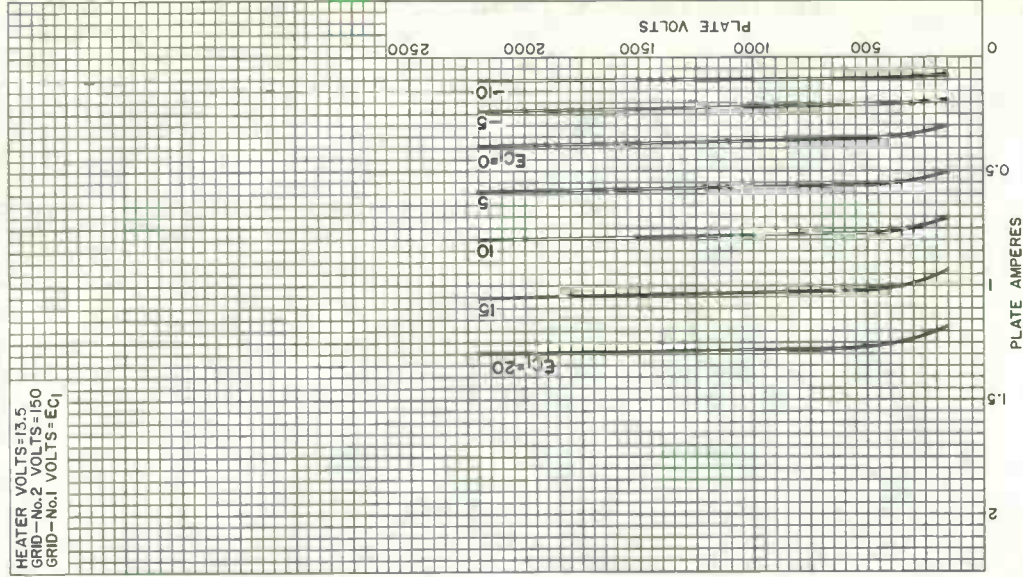 HEATER VOLTS=13.5
GRID-No.2 VOLTS=150
GRID-No.1 VOLTS=EC1
PLATE VOLTS
0
500
1000
1500
2000
2500
-10
-5
EC1=0
5
10
15
EC1=20
0.5
1
1.5
2
PLATE AMPERES